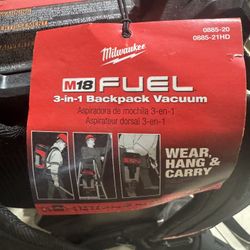 0885-20
0885-21HD
Milwaukee
M18 FUEL
3-in-1 Backpack Vacuum
Aspiradora de mochila 3-en-1
Aspirateur dorsal 3-en-1
WEAR,
HANG &
CARRY